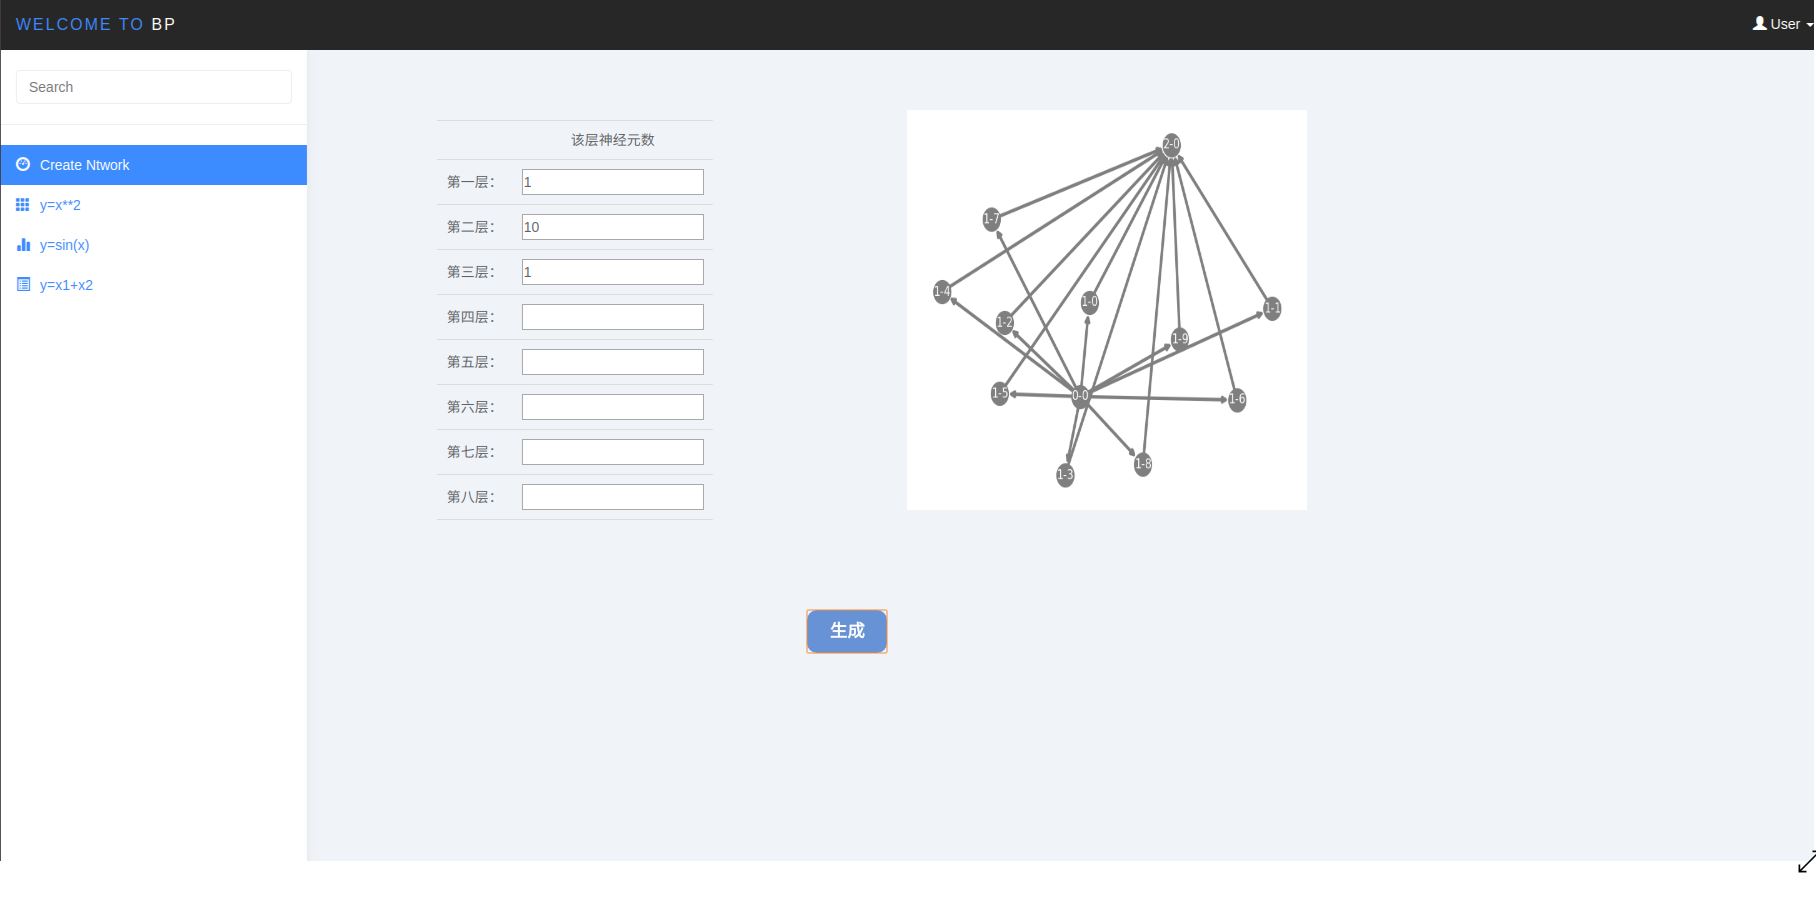 WELCOME TO BP
User
Search
Create Ntwork
y=x**2
y=sin(x)
y=x1+x2
该层神经元数
第一层: 1
第二层: 10
第三层: 1
第四层:
第五层:
第六层:
第七层:
第八层:
2-0
1-7
1-4
1-0
1-1
1-2
1-9
1-5
0-0
1-6
1-8
1-3
生成